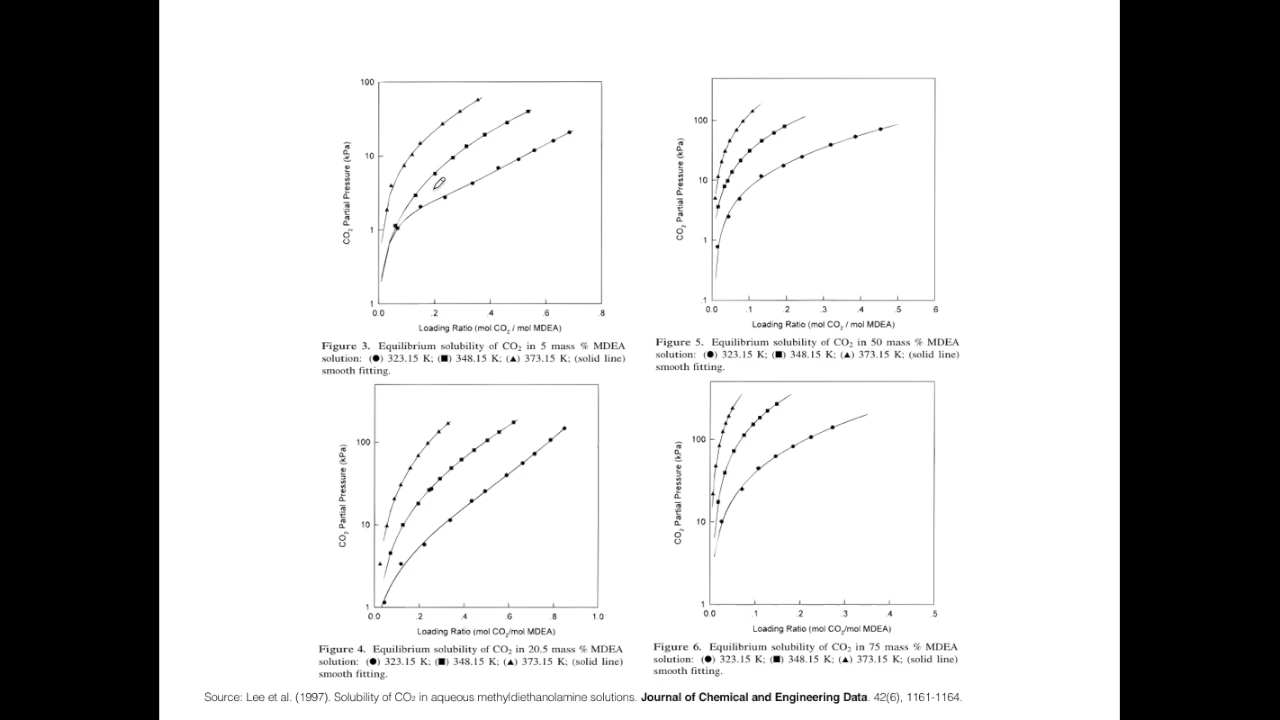 100
10
1
.1
0.0 .2 .4 .6 .8
CO₂ Partial Pressure (kPa)
Loading Ratio (mol CO₂ / mol MDEA)
Figure 3. Equilibrium solubility of CO₂ in 5 mass % MDEA
solution: (●) 323.15 K; (■) 348.15 K; (▲) 373.15 K; (solid line)
smooth fitting.
100
10
1
.1
0.0 .1 .2 .3 .4 .5 .6
CO₂ Partial Pressure (kPa)
Loading Ratio (mol CO₂ / mol MDEA)
Figure 5. Equilibrium solubility of CO₂ in 50 mass % MDEA
solution: (●) 323.15 K; (■) 348.15 K; (▲) 373.15 K; (solid line)
smooth fitting.
100
10
1
0.0 .2 .4 .6 .8 1.0
CO₂ Partial Pressure (kPa)
Loading Ratio (mol CO₂/mol MDEA)
Figure 4. Equilibrium solubility of CO₂ in 20.5 mass % MDEA
solution: (●) 323.15 K; (■) 348.15 K; (▲) 373.15 K; (solid line)
smooth fitting.
100
10
1
0.0 .1 .2 .3 .4 .5
CO₂ Partial Pressure (kPa)
Loading Ratio (mol CO₂/mol MDEA)
Figure 6. Equilibrium solubility of CO₂ in 75 mass % MDEA
solution: (●) 323.15 K; (■) 348.15 K; (▲) 373.15 K; (solid line)
smooth fitting.
Source: Lee et al. (1997). Solubility of CO₂ in aqueous methyldiethanolamine solutions. Journal of Chemical and Engineering Data. 42(6), 1161-1164.